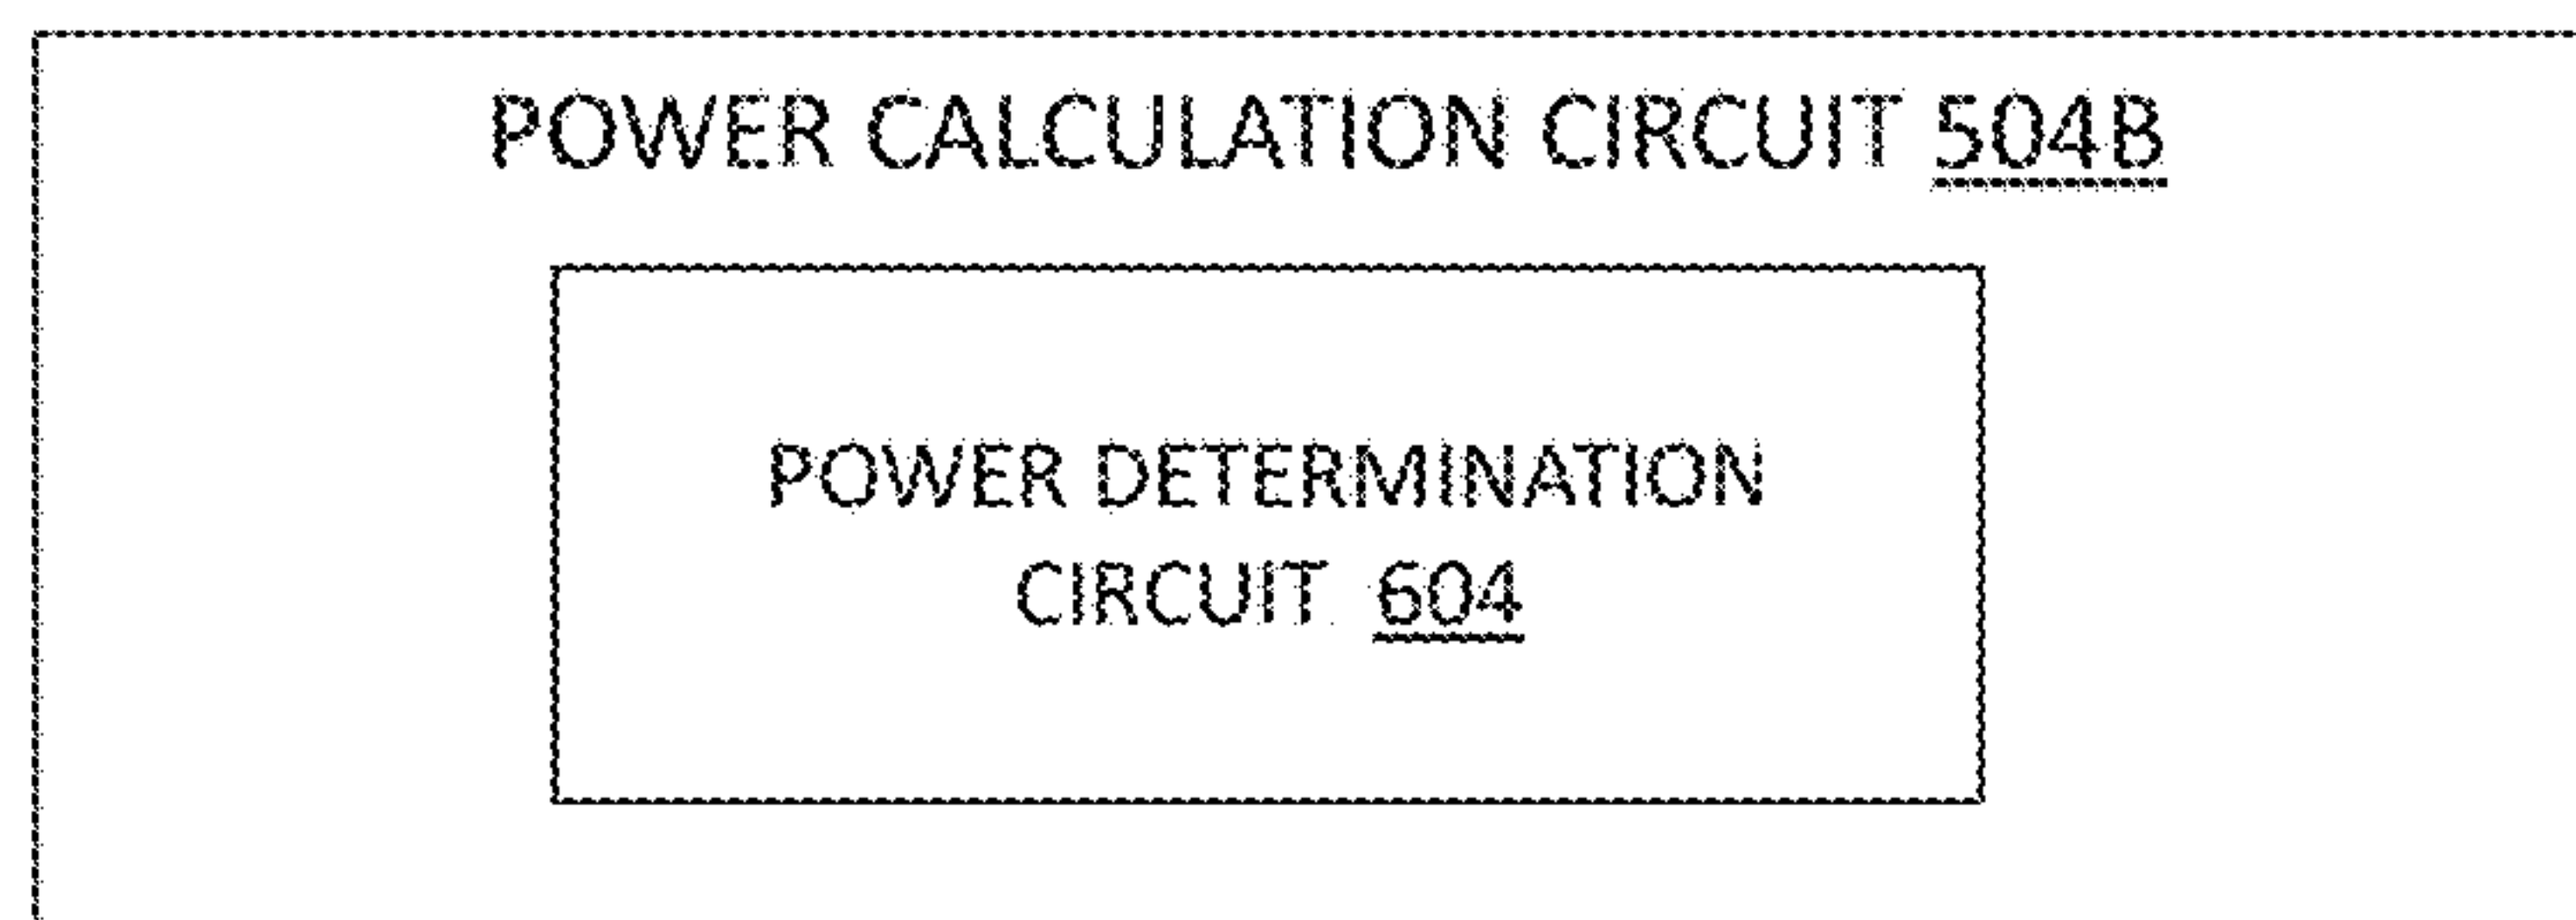 POWER CALCULATION CIRCUIT 504B
POWER DETERMINATION
CIRCUIT 604